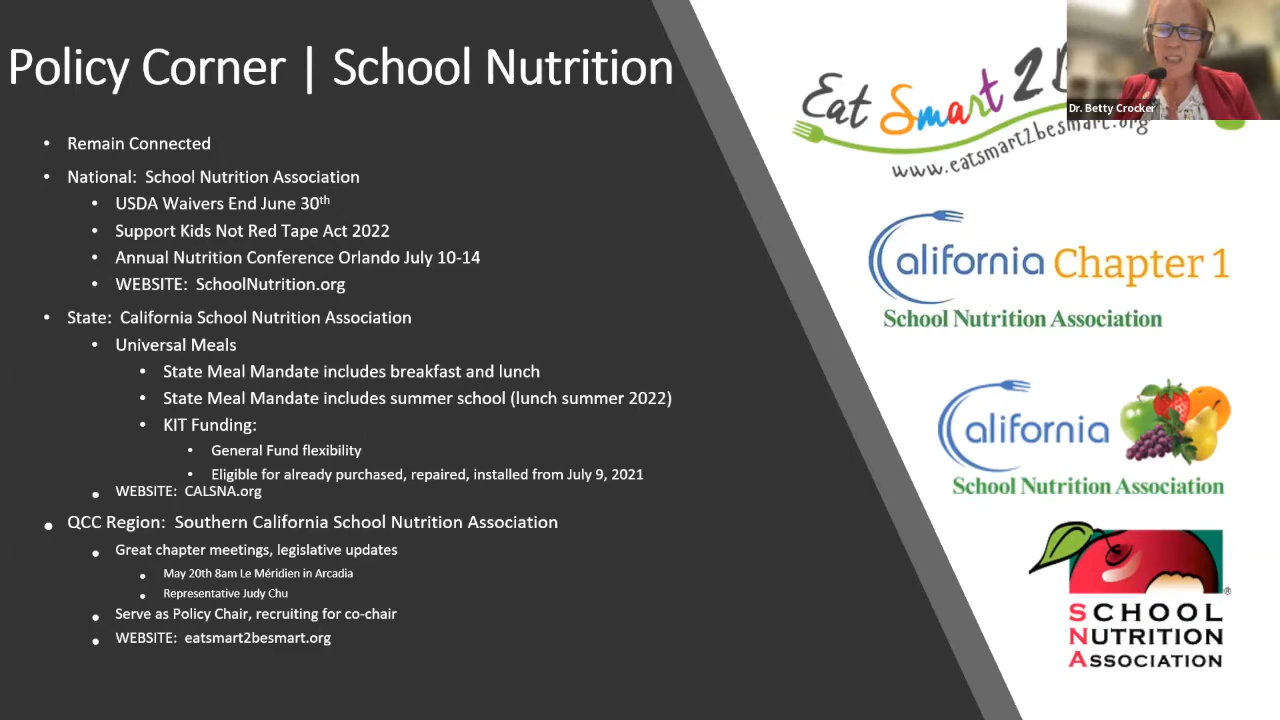 Policy Corner | School Nutrition
Remain Connected
National: School Nutrition Association
USDA Waivers End June 30th
Support Kids Not Red Tape Act 2022
Annual Nutrition Conference Orlando July 10-14
WEBSITE: SchoolNutrition.org
State: California School Nutrition Association
Universal Meals
State Meal Mandate includes breakfast and lunch
State Meal Mandate includes summer school (lunch summer 2022)
KIT Funding:
General Fund flexibility
Eligible for already purchased, repaired, installed from July 9, 2021
WEBSITE: CALSNA.org
QCC Region: Southern California School Nutrition Association
Great chapter meetings, legislative updates
May 20th 8am Le Méridien in Arcadia
Representative Judy Chu
Serve as Policy Chair, recruiting for co-chair
WEBSITE: eatsmart2besmart.org
Eat Smart 2
www.eatsmart2besmart.org
Dr. Betty Crocker
California Chapter 1
School Nutrition Association
California
School Nutrition Association
SCHOOL
NUTRITION
ASSOCIATION
®